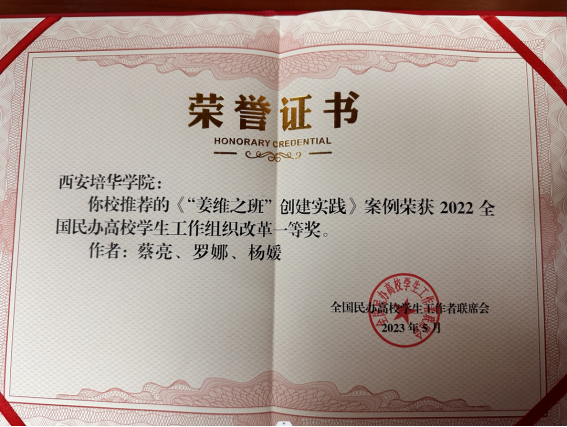 荣誉证书
HONORARY CREDENTIAL
西安培华学院：
你校推荐的《“姜维之班”创建实践》案例荣获 2022 全
国民办高校学生工作组织改革一等奖。
作者：蔡亮、罗娜、杨媛
全国民办高校学生工作者联席会
2023 年 5 月